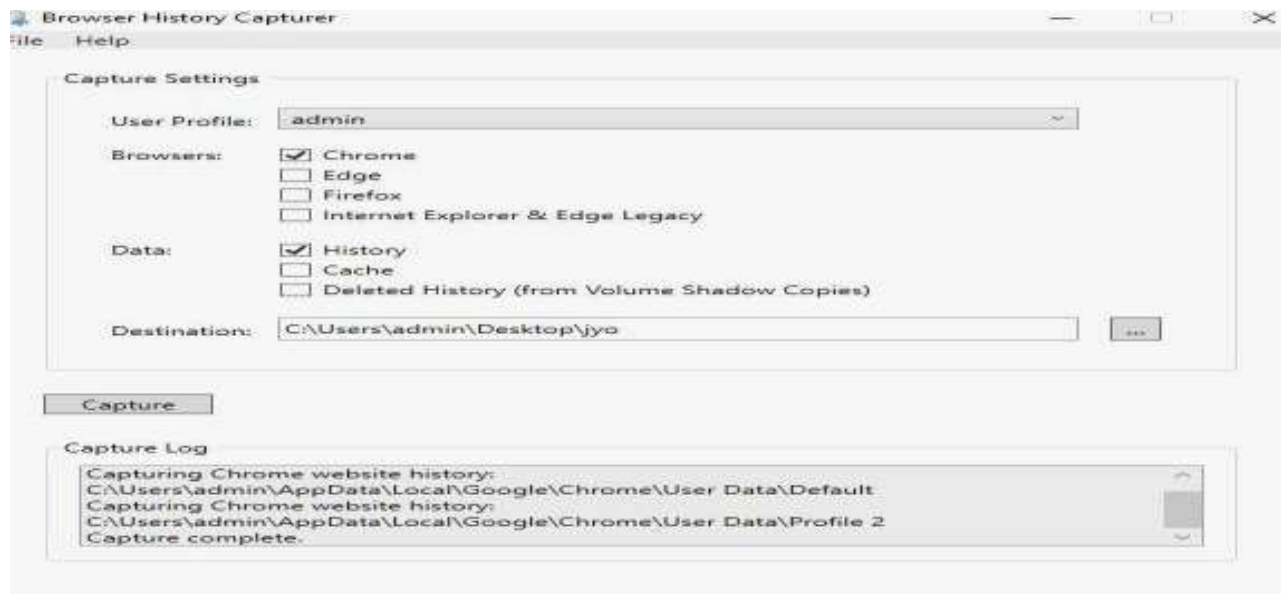 Browser History Capturer
File Help
Capture Settings
User Profile: admin
Browsers: Chrome
Edge
Firefox
Internet Explorer & Edge Legacy
Data: History
Cache
Deleted History (from Volume Shadow Copies)
Destination: C:\Users\admin\Desktop\jyo ...
Capture
Capture Log
Capturing Chrome website history:
C:\Users\admin\AppData\Local\Google\Chrome\User Data\Default
Capturing Chrome website history:
C:\Users\admin\AppData\Local\Google\Chrome\User Data\Profile 2
Capture complete.